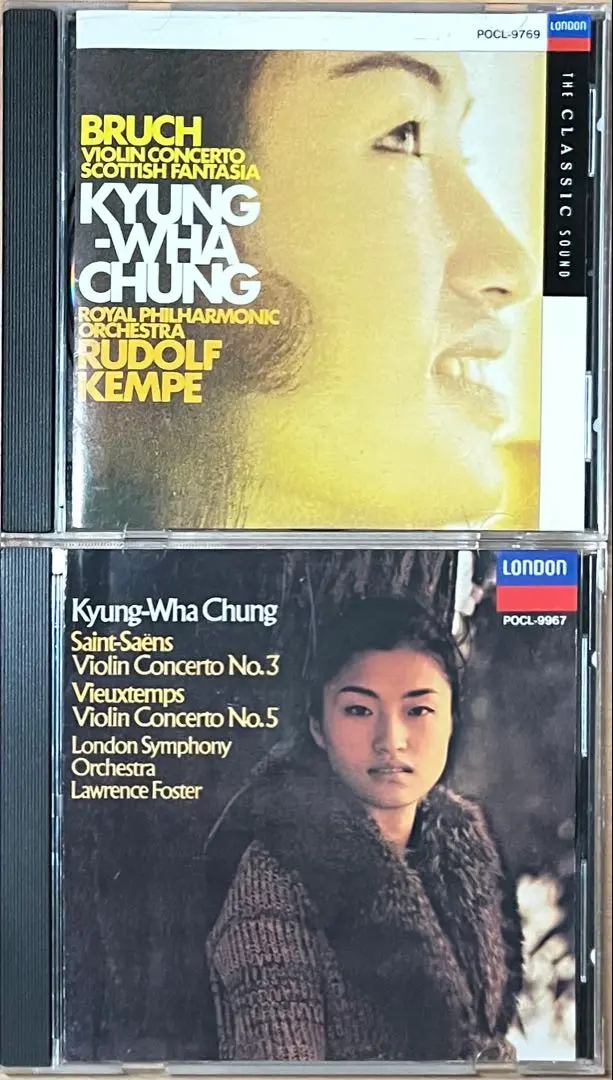 POCL-9769
LONDON
THE CLASSIC SOUND
BRUCH
VIOLIN CONCERTO
SCOTTISH FANTASIA
KYUNG
-WHA
CHUNG
ROYAL PHILHARMONIC
ORCHESTRA
RUDOLF
KEMPE
LONDON
POCL-9967
Kyung-Wha Chung
Saint-Saëns
Violin Concerto No.3
Vieuxtemps
Violin Concerto No.5
London Symphony
Orchestra
Lawrence Foster